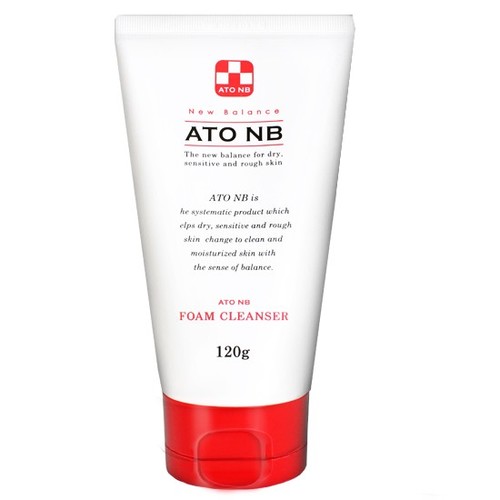 ATO NB
New Balance
ATO NB
The new balance for dry,
sensitive and rough skin
ATO NB is
he systematic product which
elps dry, sensitive and rough
skin change to clean and
moisturized skin with
the sense of balance.
ATO NB
FOAM CLEANSER
120g